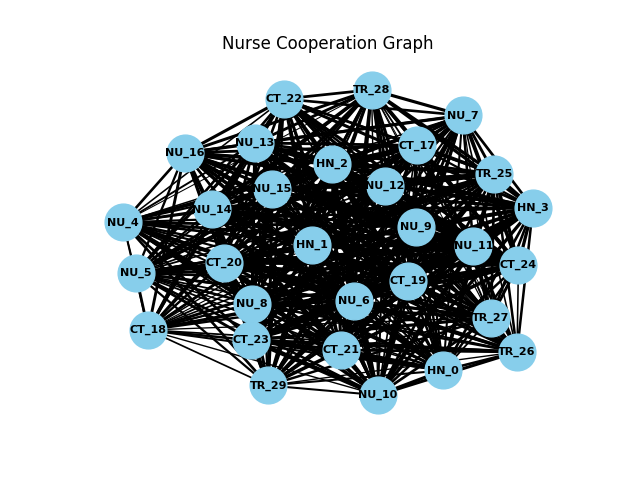 Nurse Cooperation Graph
TR_28
CT_22
NU_7
NU_13
CT_17
NU_16
HN_2
TR_25
NU_12
NU_15
HN_3
NU_14
NU_4
NU_9
HN_1
NU_11
CT_20
CT_24
NU_5
CT_19
NU_6
NU_8
TR_27
CT_18
CT_23
CT_21
TR_26
HN_0
TR_29
NU_10